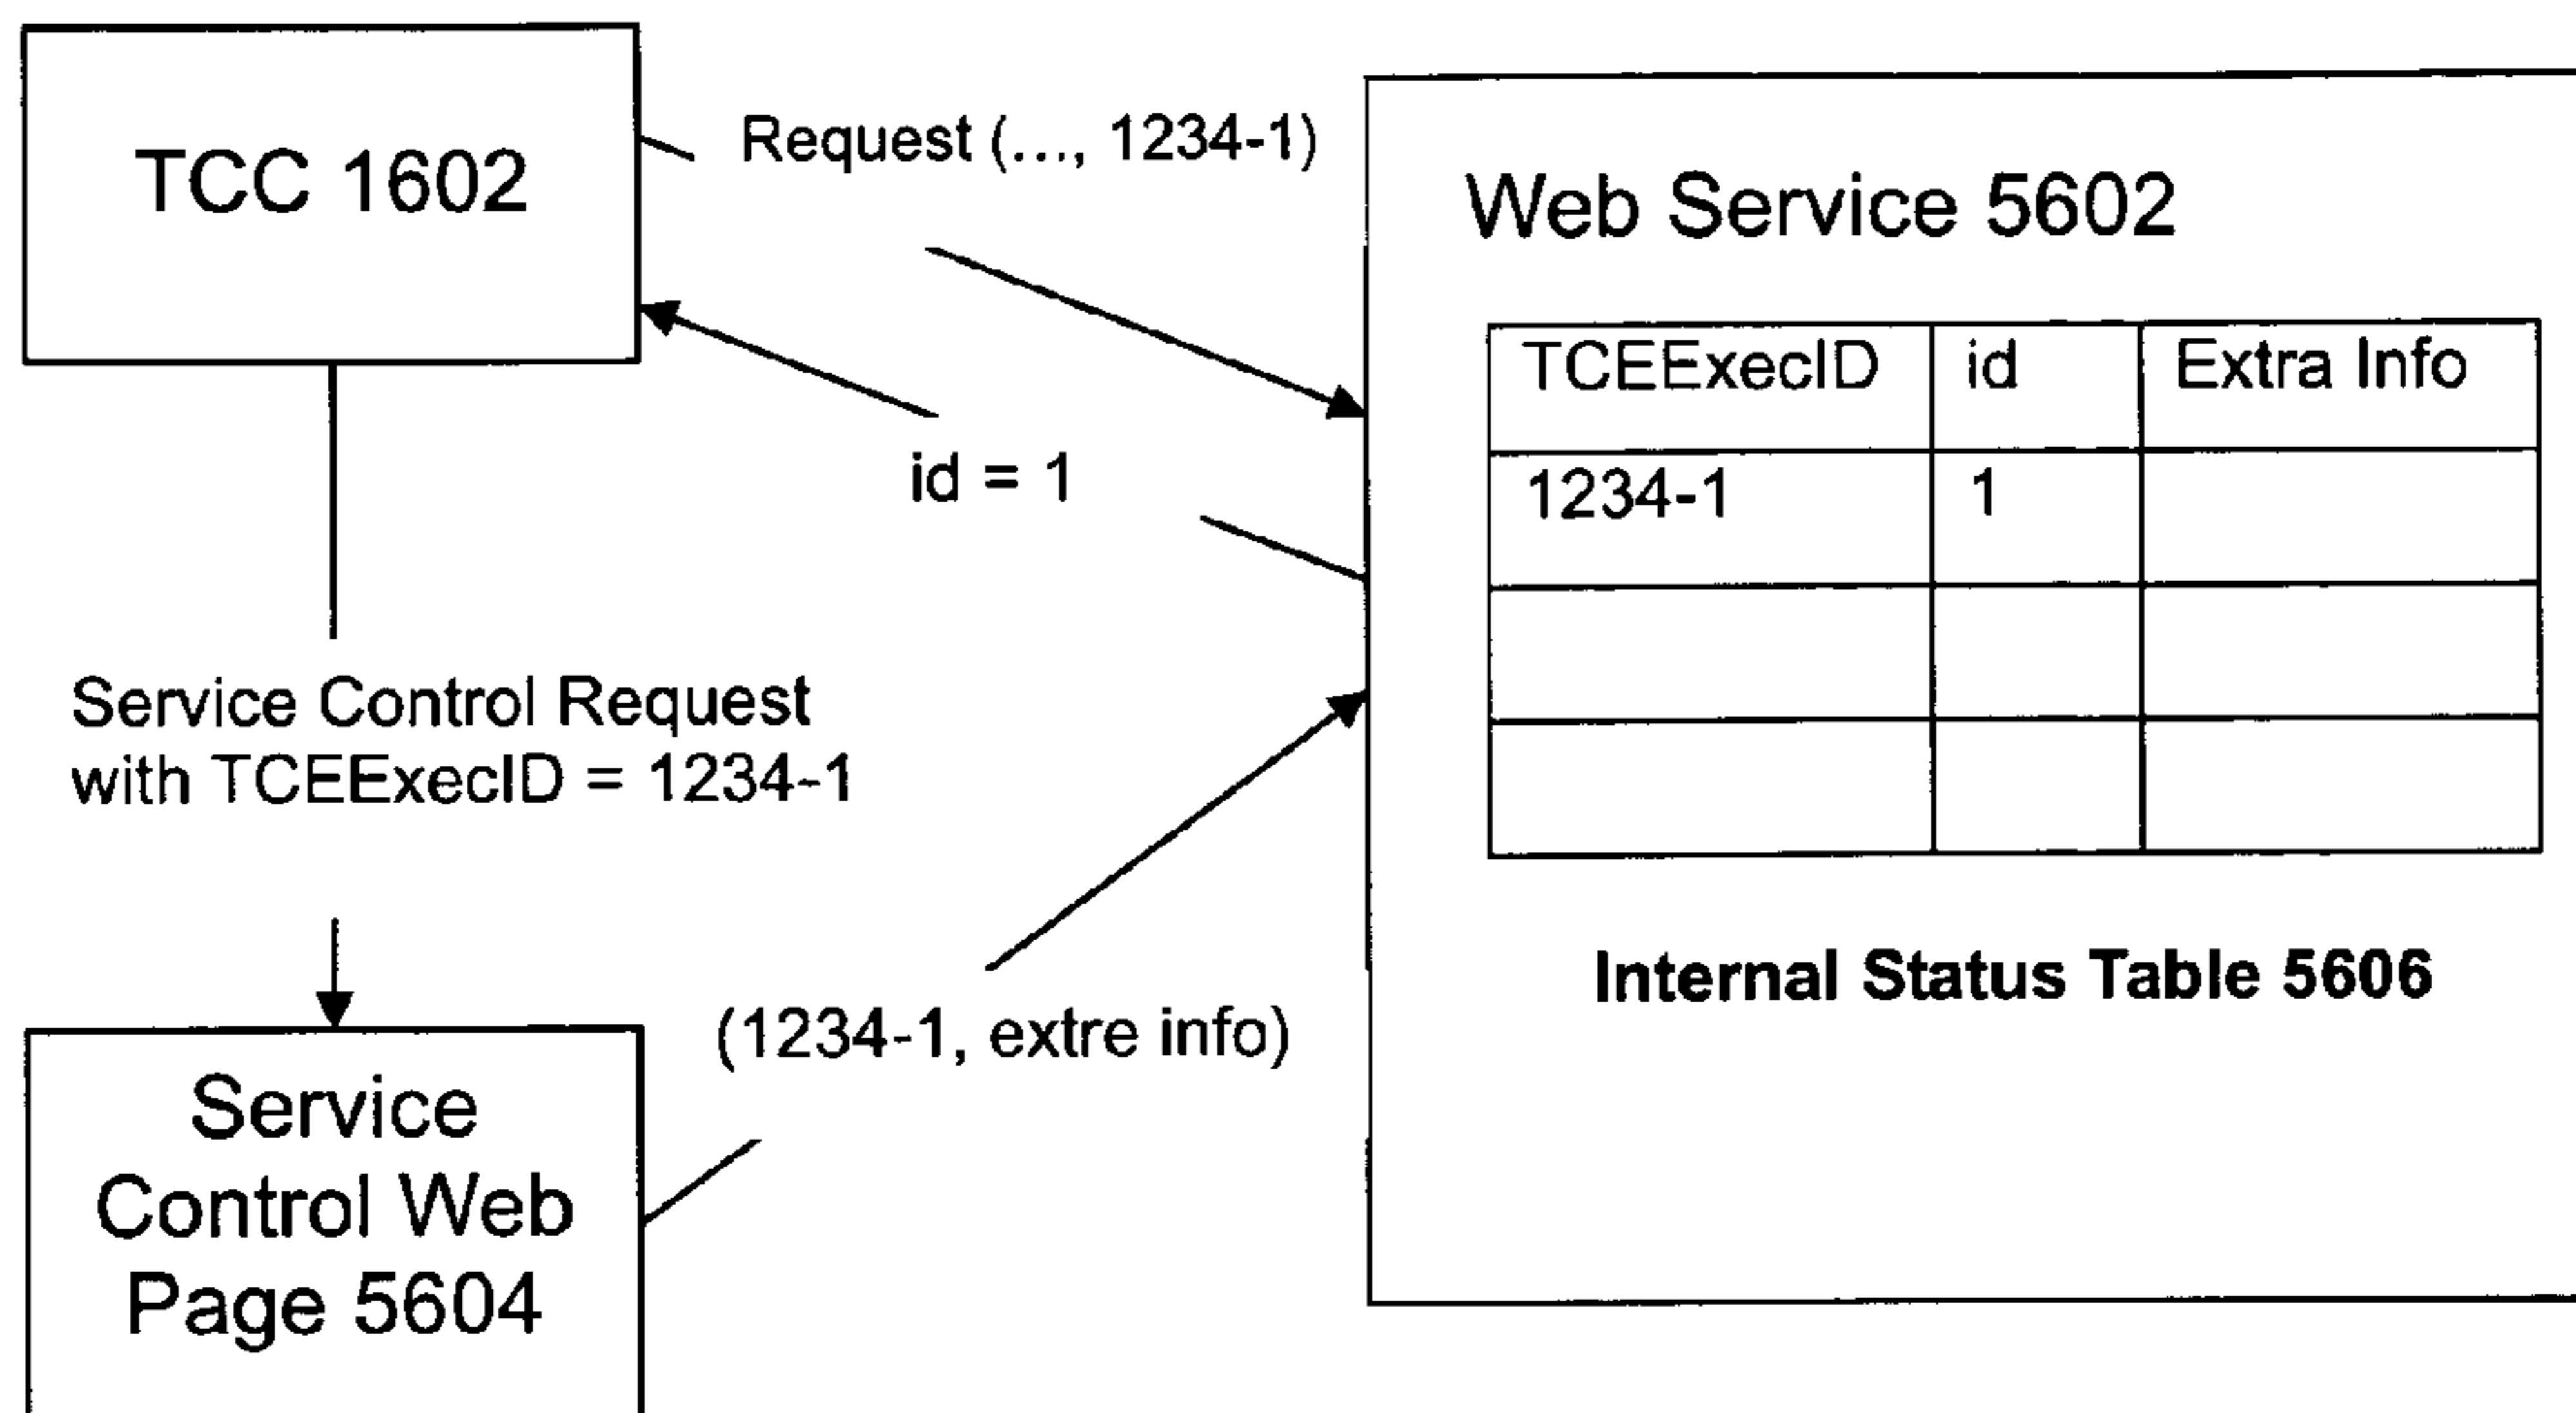 TCC 1602
Request (..., 1234-1)
id = 1
Service Control Request
with TCEExecID = 1234-1
Service
Control Web
Page 5604
(1234-1, extre info)
Web Service 5602
TCEExecID id Extra Info
1234-1 1
Internal Status Table 5606